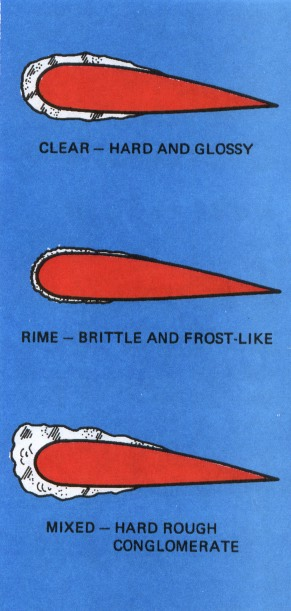 CLEAR — HARD AND GLOSSY
RIME — BRITTLE AND FROST-LIKE
MIXED — HARD ROUGH
CONGLOMERATE